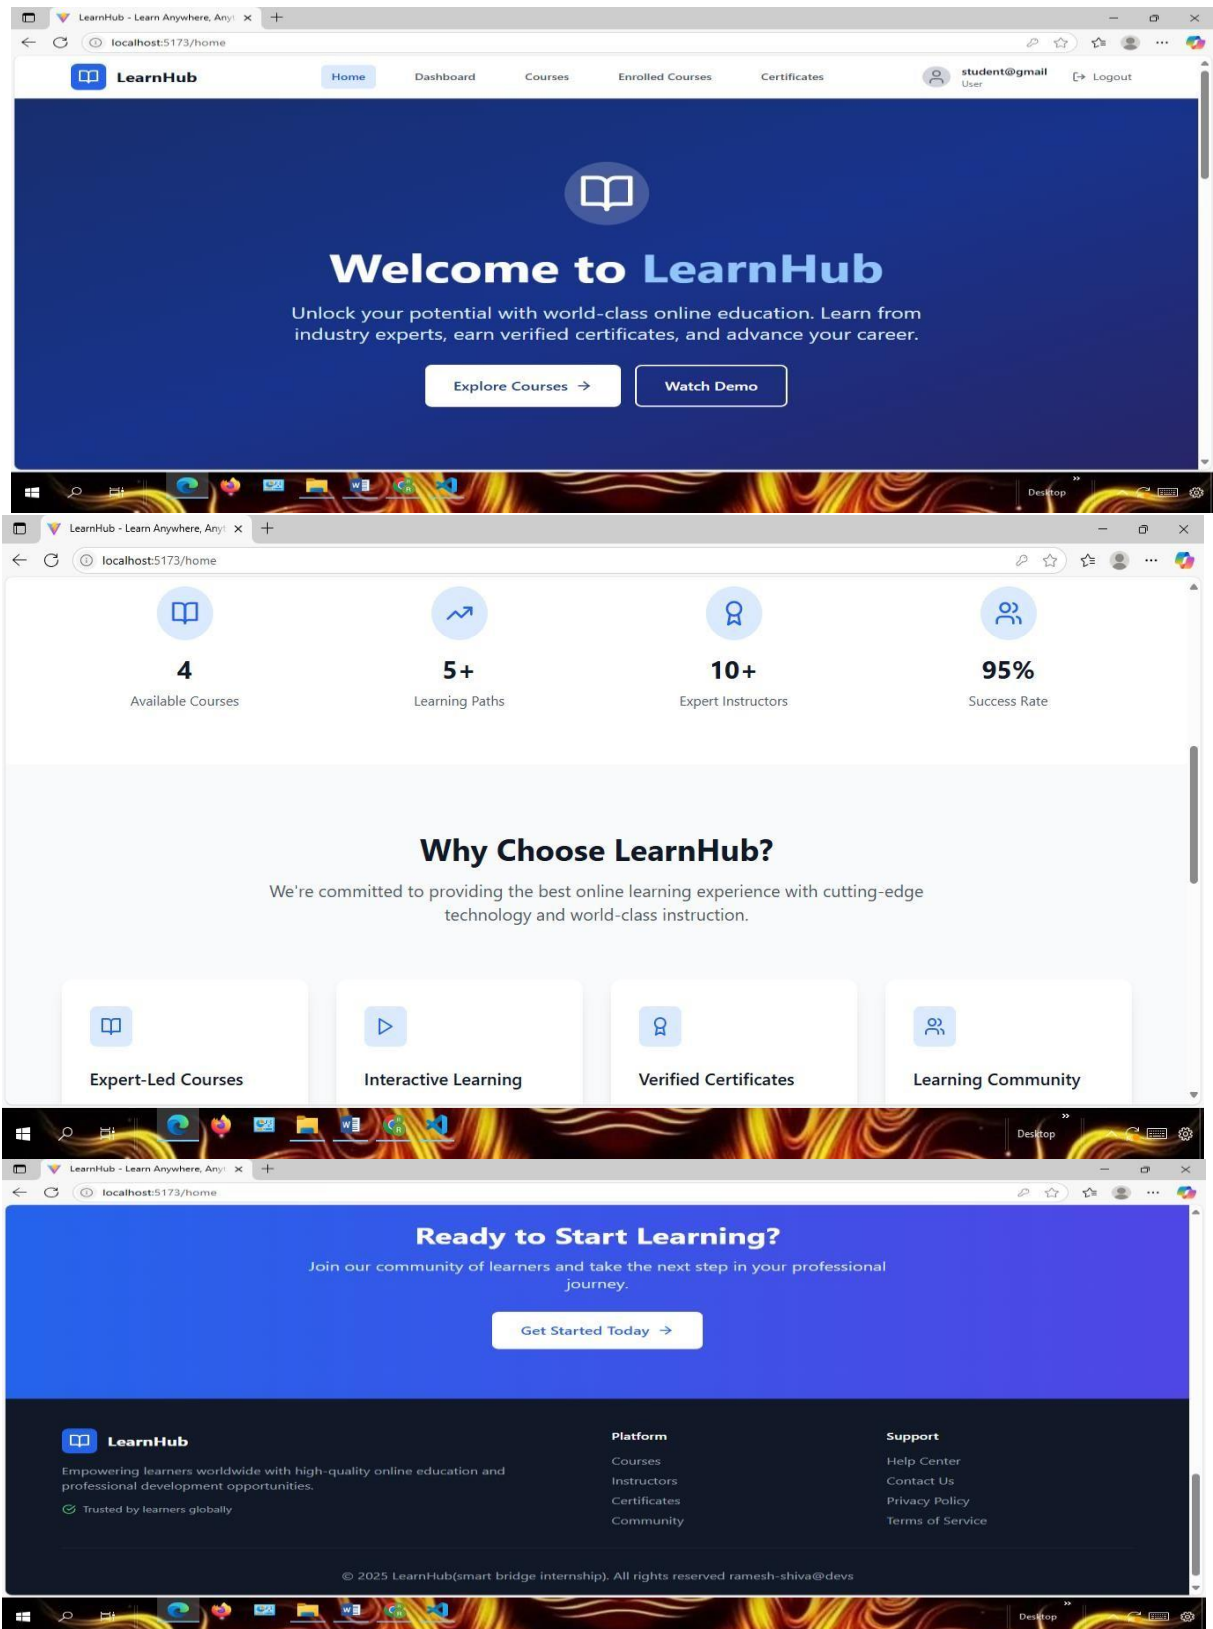 LearnHub - Learn Anywhere, Any
localhost:5173/home
LearnHub
Home
Dashboard
Courses
Enrolled Courses
Certificates
student@gmail
User
Logout
Welcome to LearnHub
Unlock your potential with world-class online education. Learn from
industry experts, earn verified certificates, and advance your career.
Explore Courses →
Watch Demo
Desktop
LearnHub - Learn Anywhere, Any
localhost:5173/home
4
5+
10+
95%
Available Courses
Learning Paths
Expert Instructors
Success Rate
Why Choose LearnHub?
We're committed to providing the best online learning experience with cutting-edge
technology and world-class instruction.
Expert-Led Courses
Interactive Learning
Verified Certificates
Learning Community
Desktop
LearnHub - Learn Anywhere, Any
localhost:5173/home
Ready to Start Learning?
Join our community of learners and take the next step in your professional
journey.
Get Started Today →
LearnHub
Empowering learners worldwide with high-quality online education and
professional development opportunities.
Trusted by learners globally
Platform
Courses
Instructors
Certificates
Community
Support
Help Center
Contact Us
Privacy Policy
Terms of Service
© 2025 LearnHub(smart bridge internship). All rights reserved ramesh-shiva@devs
Desktop